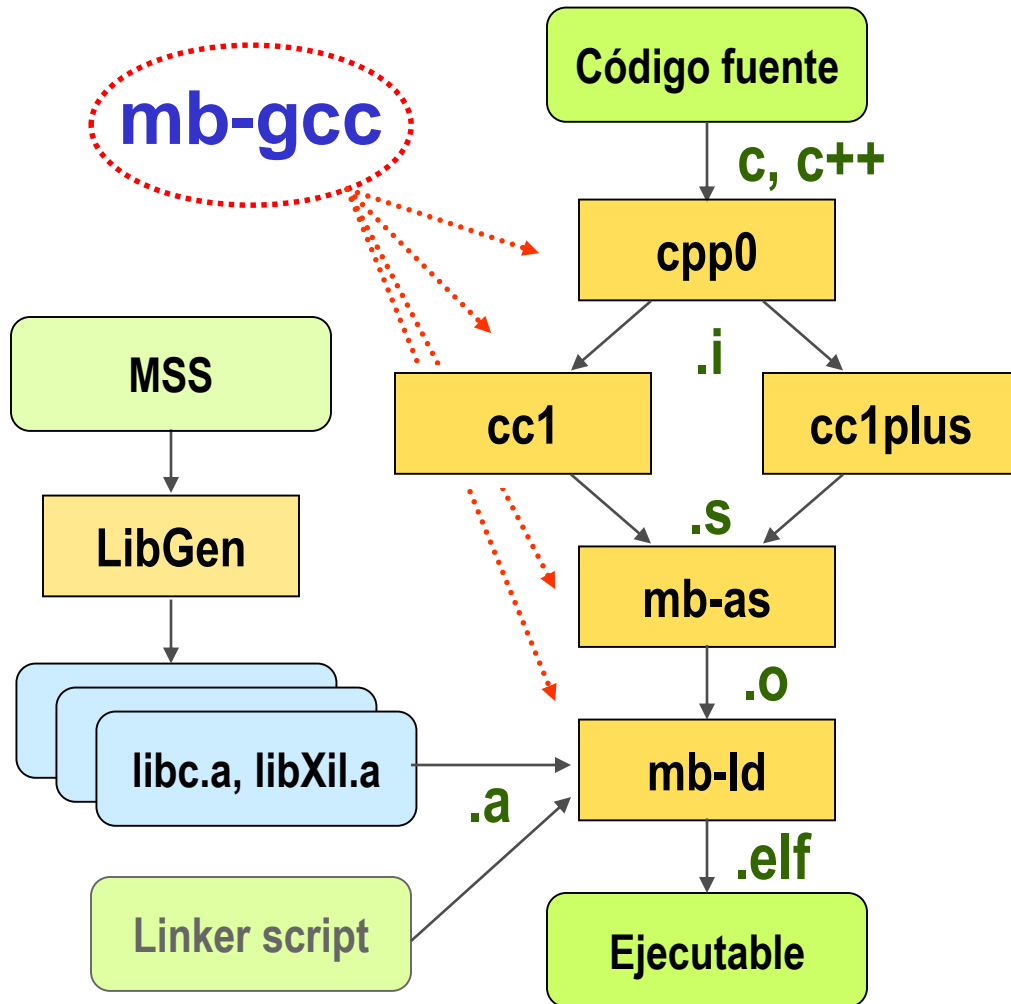 Código fuente
mb-gcc
c, c++
cpp0
.i
MSS
cc1
cc1plus
.s
LibGen
mb-as
.o
libc.a, libXil.a
mb-ld
.a
.elf
Linker script
Ejecutable